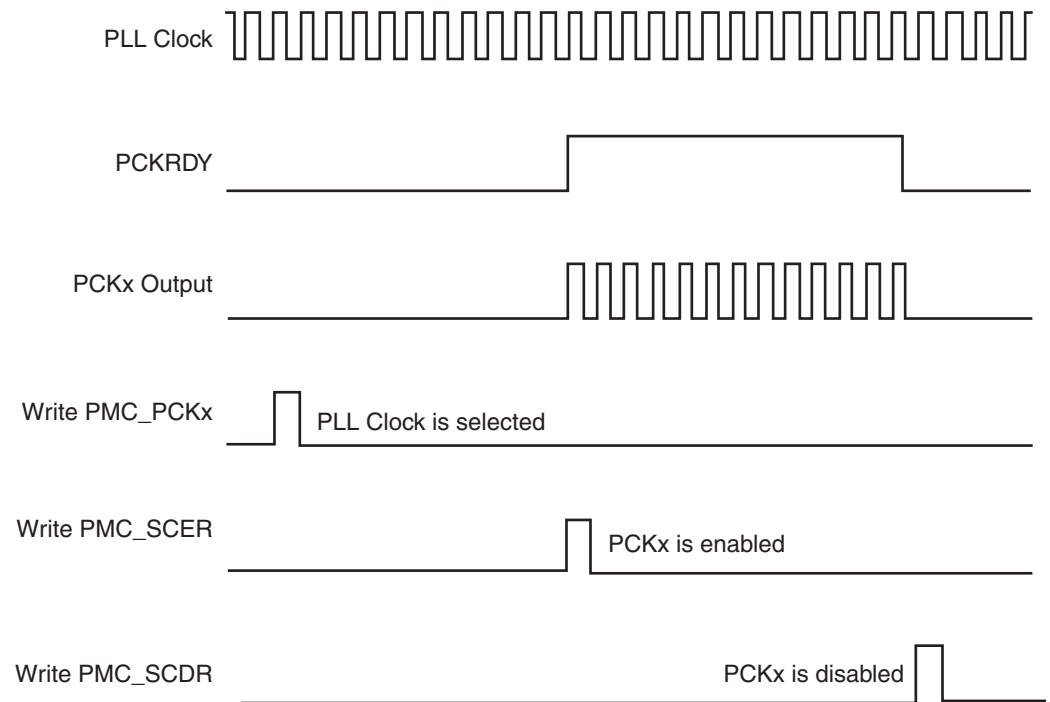 PLL Clock
PCKRDY
PCKx Output
Write PMC_PCKx
PLL Clock is selected
Write PMC_SCER
PCKx is enabled
Write PMC_SCDR
PCKx is disabled